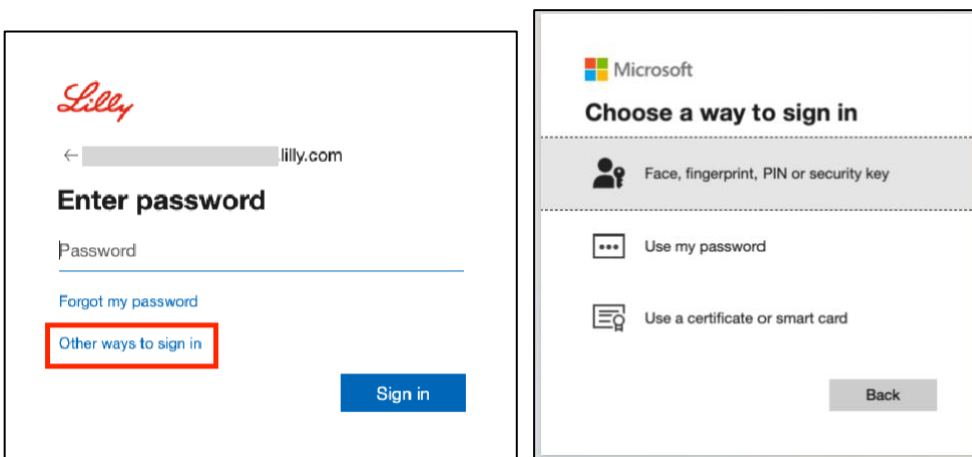 Lilly
lilly.com
Enter password
Password
Forgot my password
Other ways to sign in
Sign in
Microsoft
Choose a way to sign in
Face, fingerprint, PIN or security key
Use my password
Use a certificate or smart card
Back